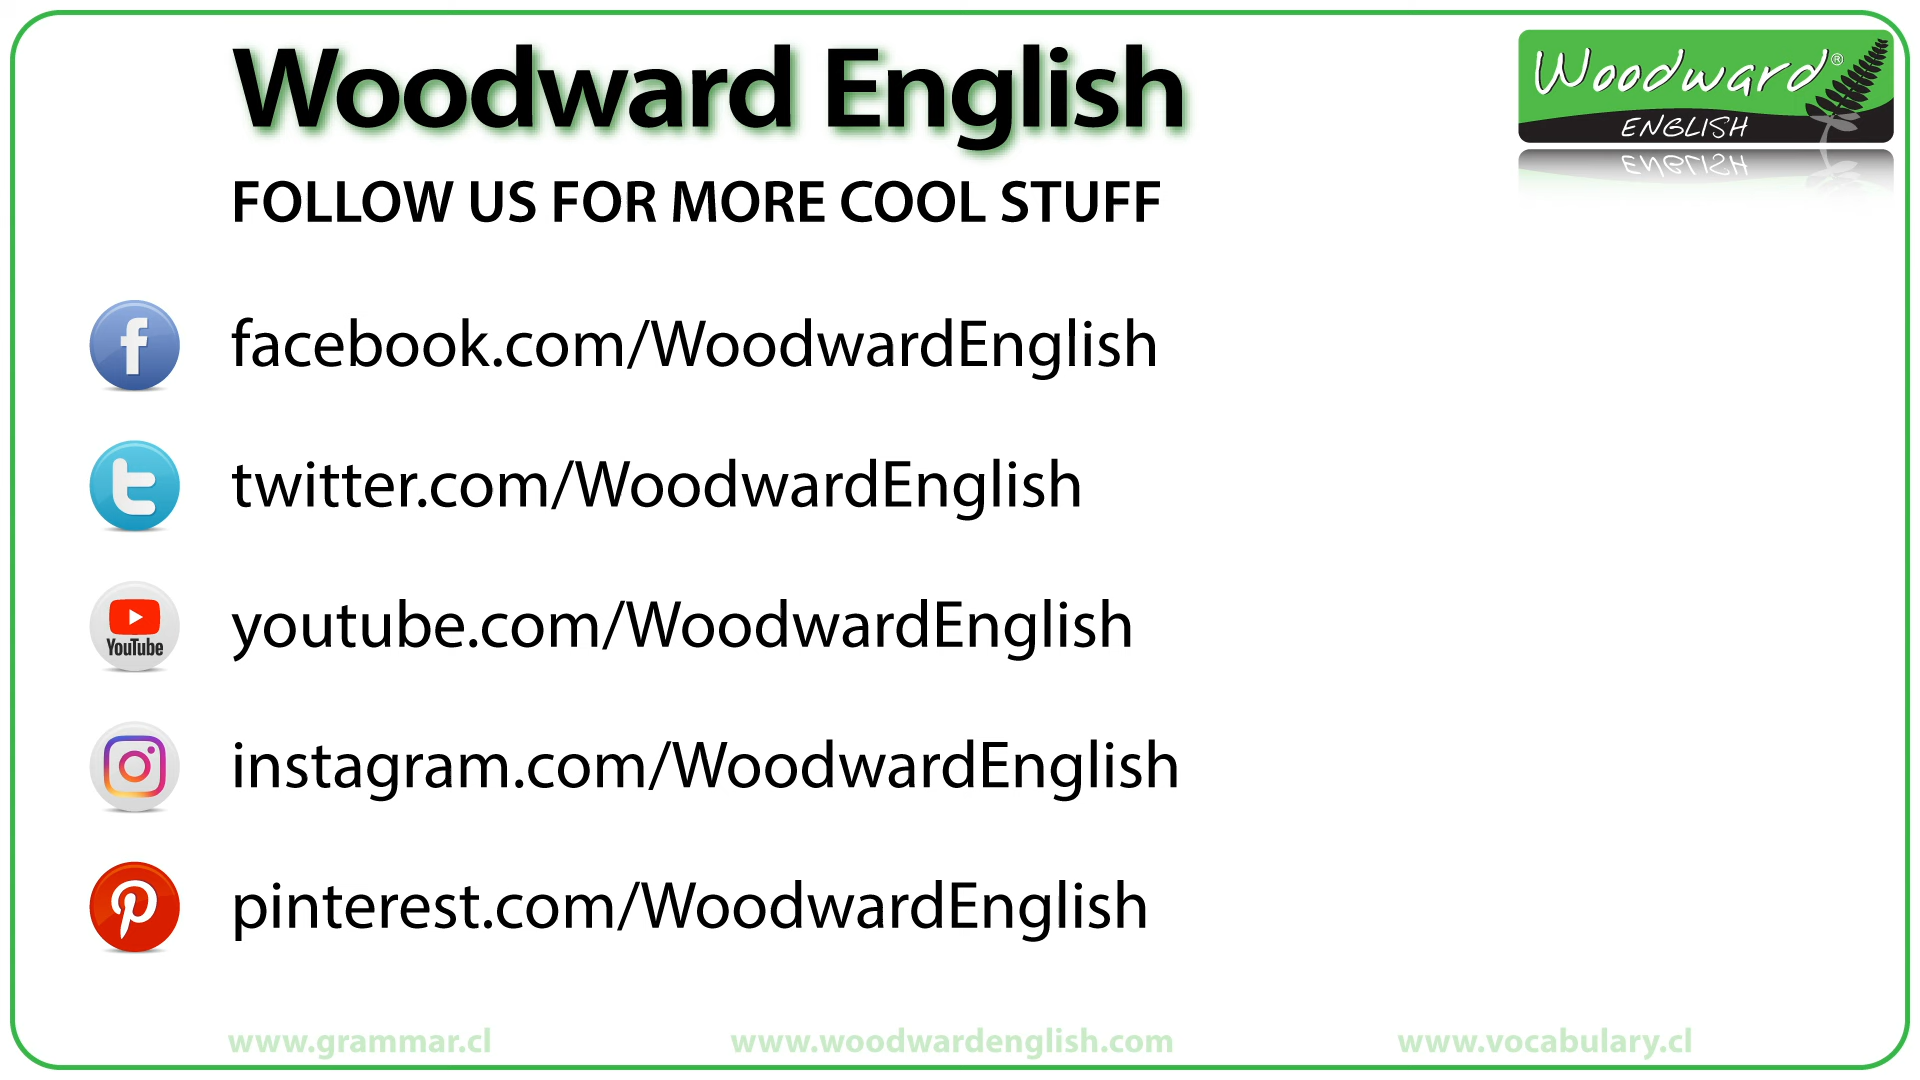 Woodward English
Woodward®
ENGLISH
FOLLOW US FOR MORE COOL STUFF
facebook.com/WoodwardEnglish
twitter.com/WoodwardEnglish
YouTube
youtube.com/WoodwardEnglish
instagram.com/WoodwardEnglish
pinterest.com/WoodwardEnglish
www.grammar.cl
www.woodwardenglish.com
www.vocabulary.cl